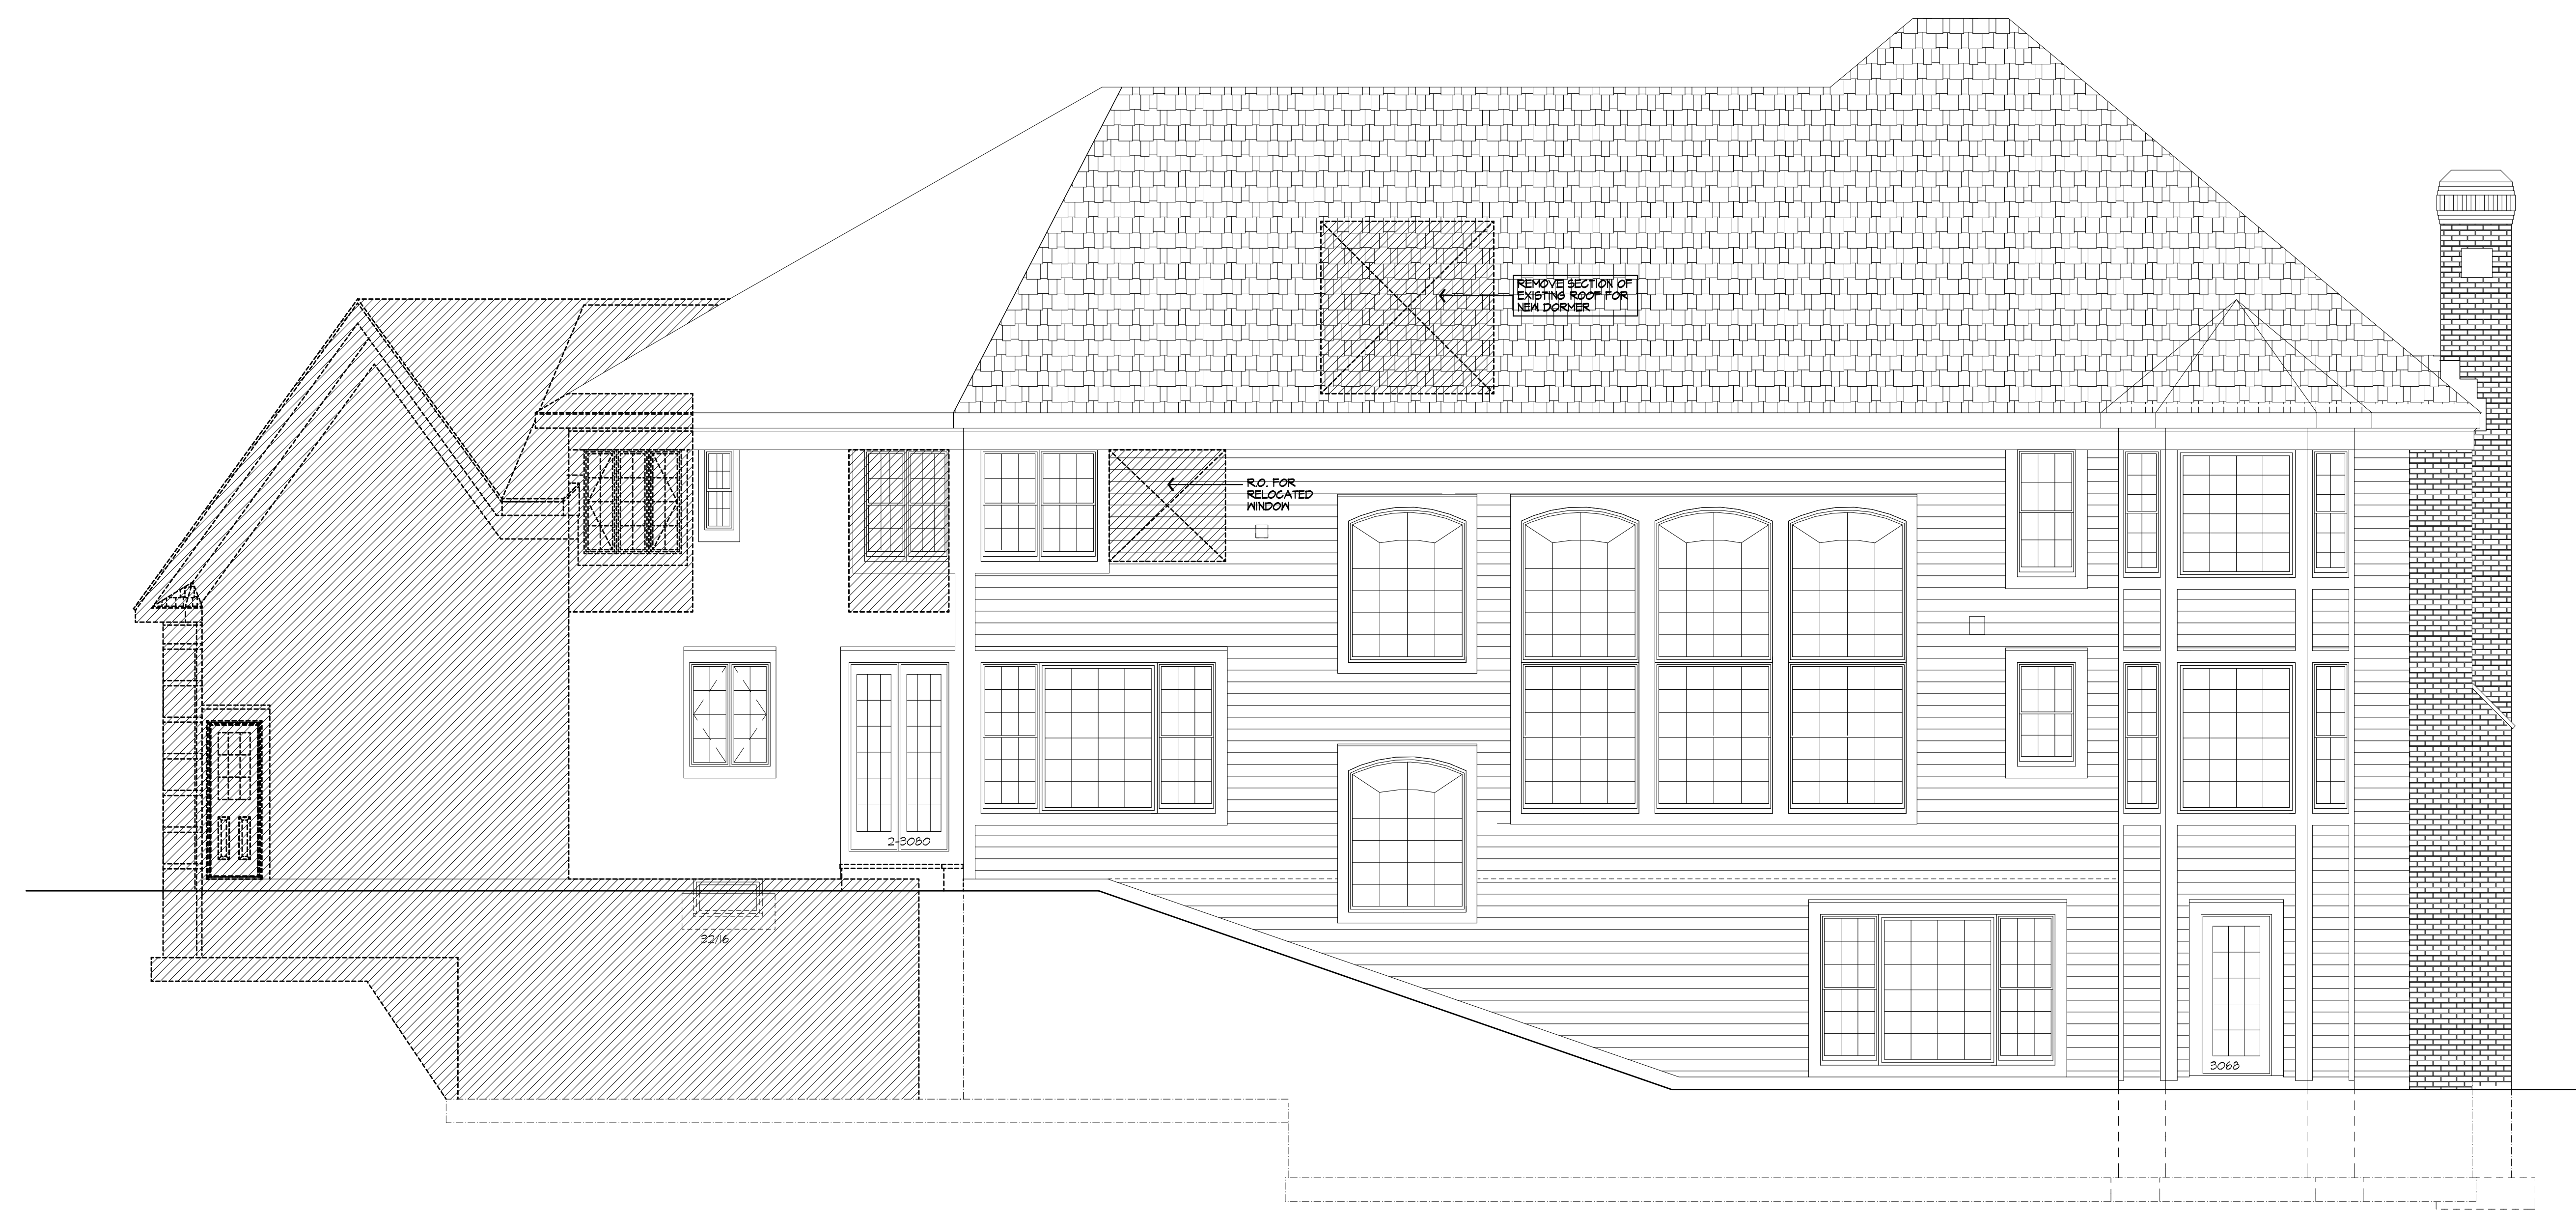 REMOVE SECTION OF
EXISTING ROOF FOR
NEW DORMER
R.O. FOR
RELOCATED
WINDOW
2-3080
32/16
3068